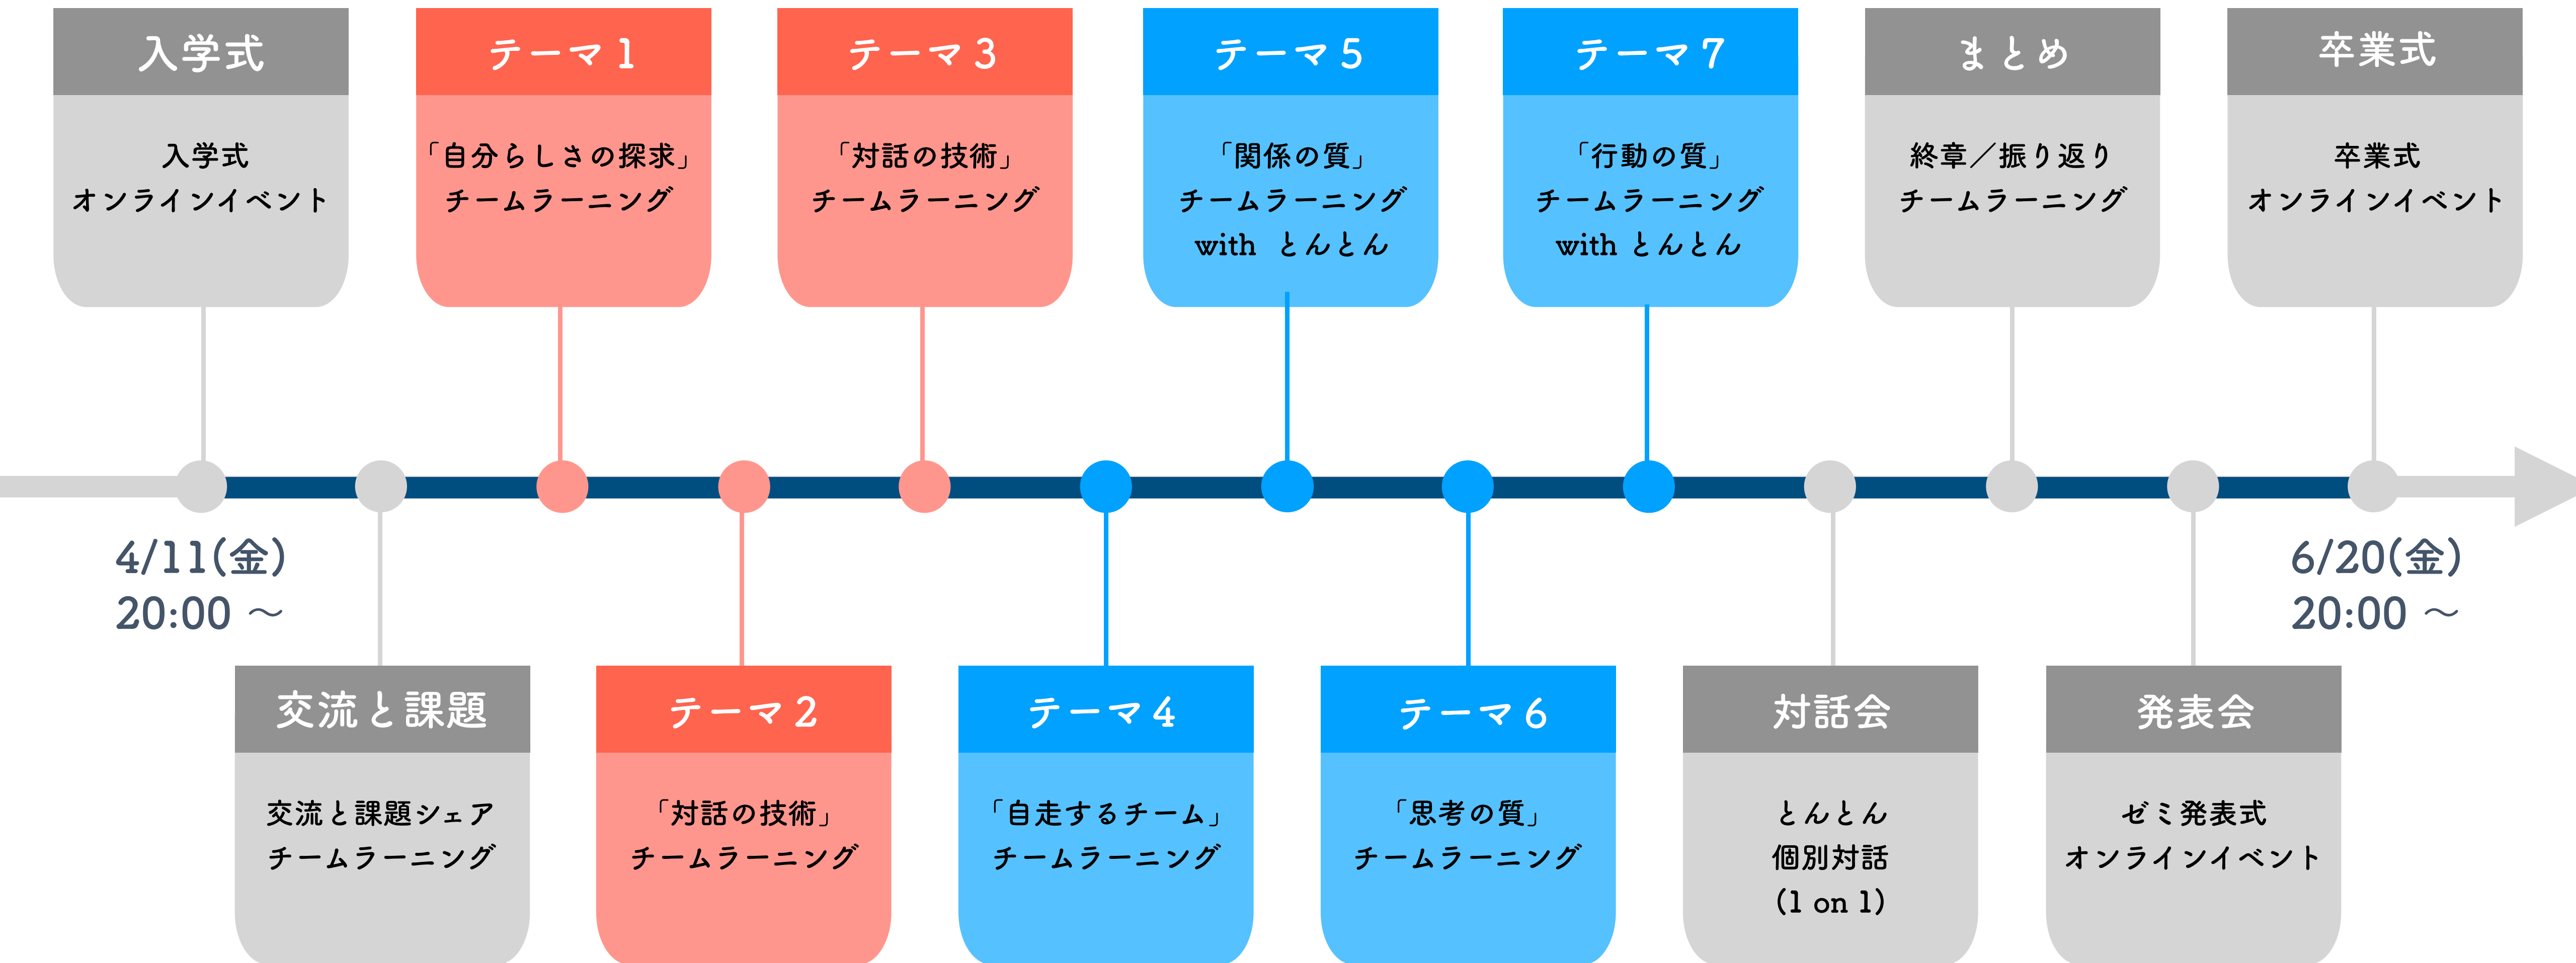 入学式
入学式
オンラインイベント
テーマ 1
「自分らしさの探求」
チームラーニング
テーマ 3
「対話の技術」
チームラーニング
テーマ 5
「関係の質」
チームラーニング
with とんとん
テーマ 7
「行動の質」
チームラーニング
with とんとん
まとめ
終章／振り返り
チームラーニング
卒業式
卒業式
オンラインイベント
4/11(金)
20:00 ～
6/20(金)
20:00 ～
交流と課題
交流と課題シェア
チームラーニング
テーマ 2
「対話の技術」
チームラーニング
テーマ 4
「自走するチーム」
チームラーニング
テーマ 6
「思考の質」
チームラーニング
対話会
とんとん
個別対話
(1 on 1)
発表会
ゼミ発表式
オンラインイベント